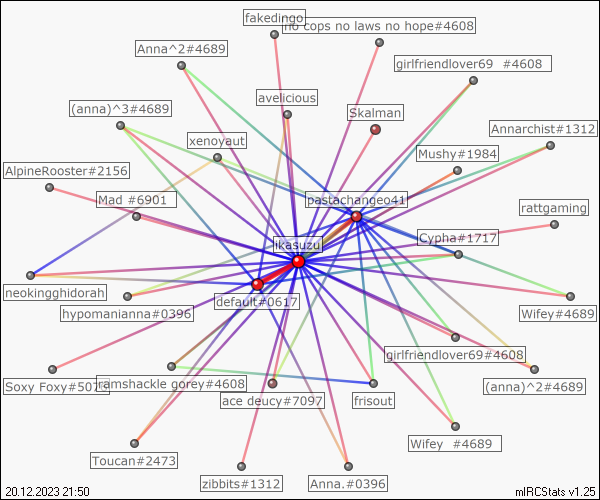 fakedingo
no cops no laws no hope#4608
Anna^2#4689
girlfriendlover69 #4608
avelicious
(anna)^3#4689
Skalman
Annarchist#1312
xenoyaut
Mushy#1984
AlpineRooster#2156
Mad #6901
pastachangeo41
rattgaming
Cypha#1717
ikasuzu
neokingghidorah
default#0617
hypomanianna#0396
Wifey#4689
girlfriendlover69#4608
Soxy Foxy#507
ramshackle gorey#4608
(anna)^2#4689
ace deucy#7097
frisout
Wifey #4689
Toucan#2473
zibbits#1312
Anna.#0396
20.12.2023 21:50
mIRCStats v1.25